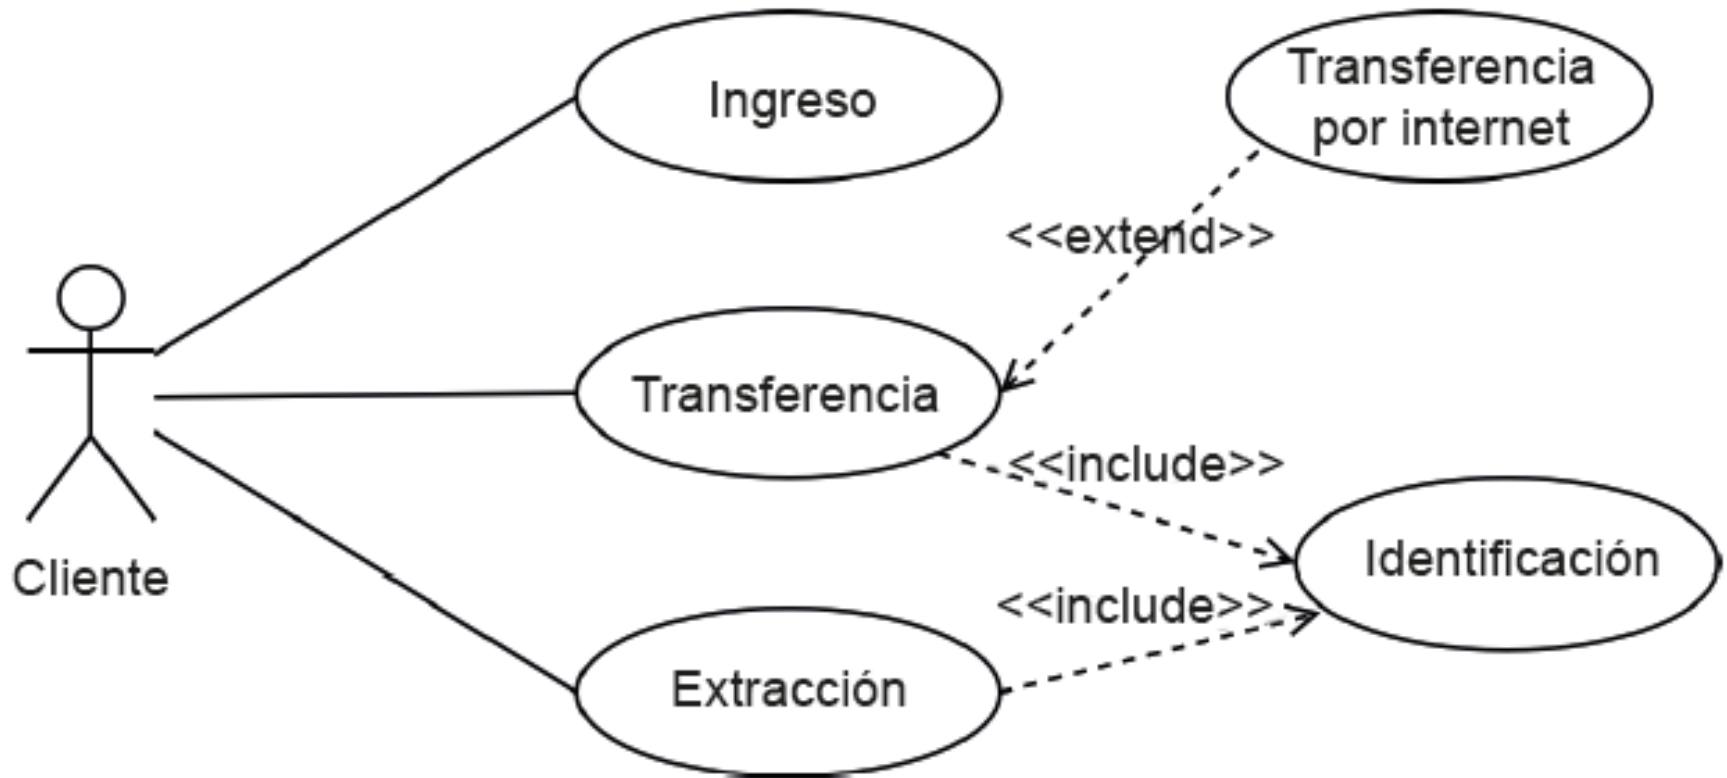 Ingreso
Transferencia
por internet
<<extend>>
Transferencia
<<include>>
Identificación
Cliente
<<include>>
Extracción